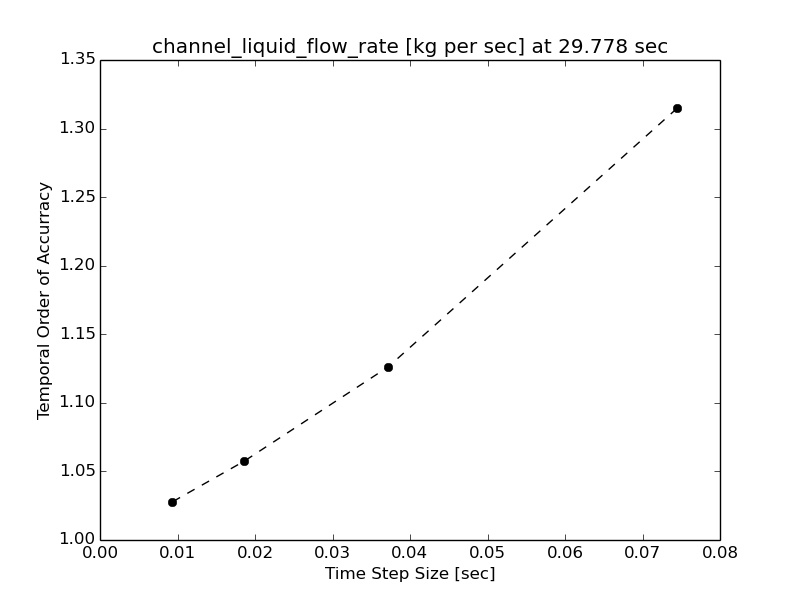 channel_liquid_flow_rate [kg per sec] at 29.778 sec
1.35
1.30
1.25
1.20
1.15
1.10
1.05
1.00
Temporal Order of Accurracy
0.00 0.01 0.02 0.03 0.04 0.05 0.06 0.07 0.08
Time Step Size [sec]